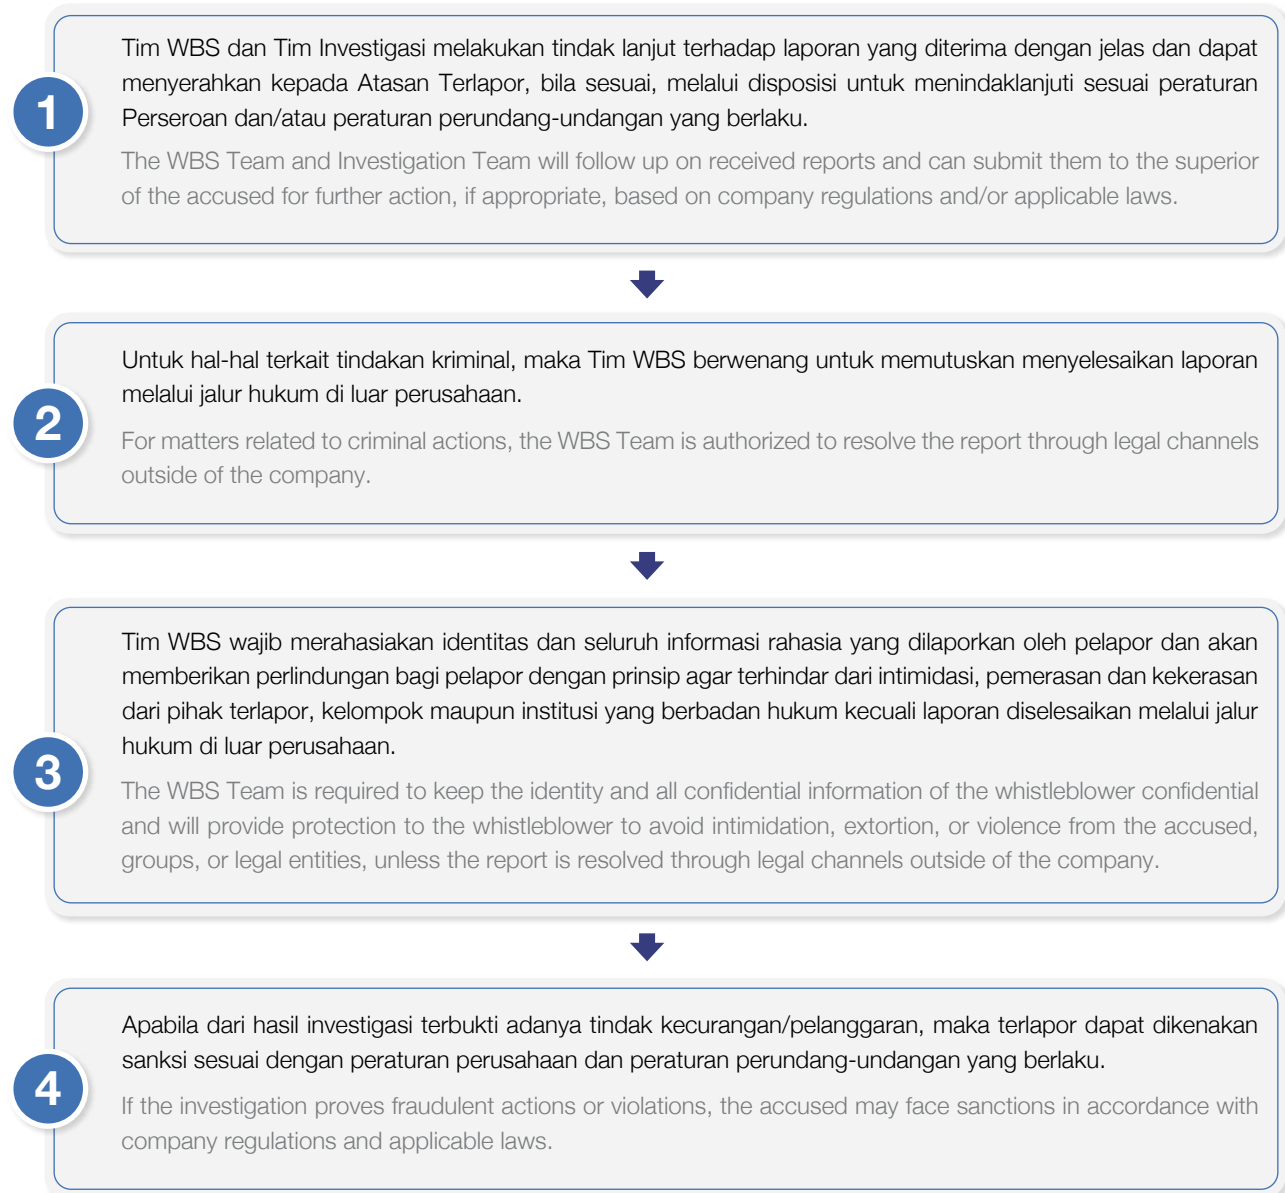 1
Tim WBS dan Tim Investigasi melakukan tindak lanjut terhadap laporan yang diterima dengan jelas dan dapat
menyerahkan kepada Atasan Terlapor, bila sesuai, melalui disposisi untuk menindaklanjuti sesuai peraturan
Perseroan dan/atau peraturan perundang-undangan yang berlaku.
The WBS Team and Investigation Team will follow up on received reports and can submit them to the superior
of the accused for further action, if appropriate, based on company regulations and/or applicable laws.
2
Untuk hal-hal terkait tindakan kriminal, maka Tim WBS berwenang untuk memutuskan menyelesaikan laporan
melalui jalur hukum di luar perusahaan.
For matters related to criminal actions, the WBS Team is authorized to resolve the report through legal channels
outside of the company.
3
Tim WBS wajib merahasiakan identitas dan seluruh informasi rahasia yang dilaporkan oleh pelapor dan akan
memberikan perlindungan bagi pelapor dengan prinsip agar terhindar dari intimidasi, pemerasan dan kekerasan
dari pihak terlapor, kelompok maupun institusi yang berbadan hukum kecuali laporan diselesaikan melalui jalur
hukum di luar perusahaan.
The WBS Team is required to keep the identity and all confidential information of the whistleblower confidential
and will provide protection to the whistleblower to avoid intimidation, extortion, or violence from the accused,
groups, or legal entities, unless the report is resolved through legal channels outside of the company.
4
Apabila dari hasil investigasi terbukti adanya tindak kecurangan/pelanggaran, maka terlapor dapat dikenakan
sanksi sesuai dengan peraturan perusahaan dan peraturan perundang-undangan yang berlaku.
If the investigation proves fraudulent actions or violations, the accused may face sanctions in accordance with
company regulations and applicable laws.